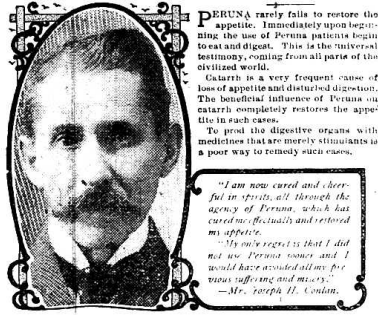 PERUNA rarely fails to restore the
appetite. Immediately upon begin-
ning the use of Peruna patients begin
to eat and digest. This is the universal
testimony, coming from all parts of the
civilized world.
Catarrh is a very frequent cause of
loss of appetite and disturbed digestion.
The beneficial influence of Peruna on
catarrh completely restores the appe-
tite in such cases.
To prod the digestive organs with
medicines that are merely stimulants is
a poor way to remedy such cases.
"I am now cured and cheer-
ful in spirits, all through the
agency of Peruna, which has
cured me effectually and restored
my appetite.
"My only regret is that I did
not use Peruna sooner and I
would have avoided all my pre
vious suffering and misery."
—Mr. Joseph H. Conlan.